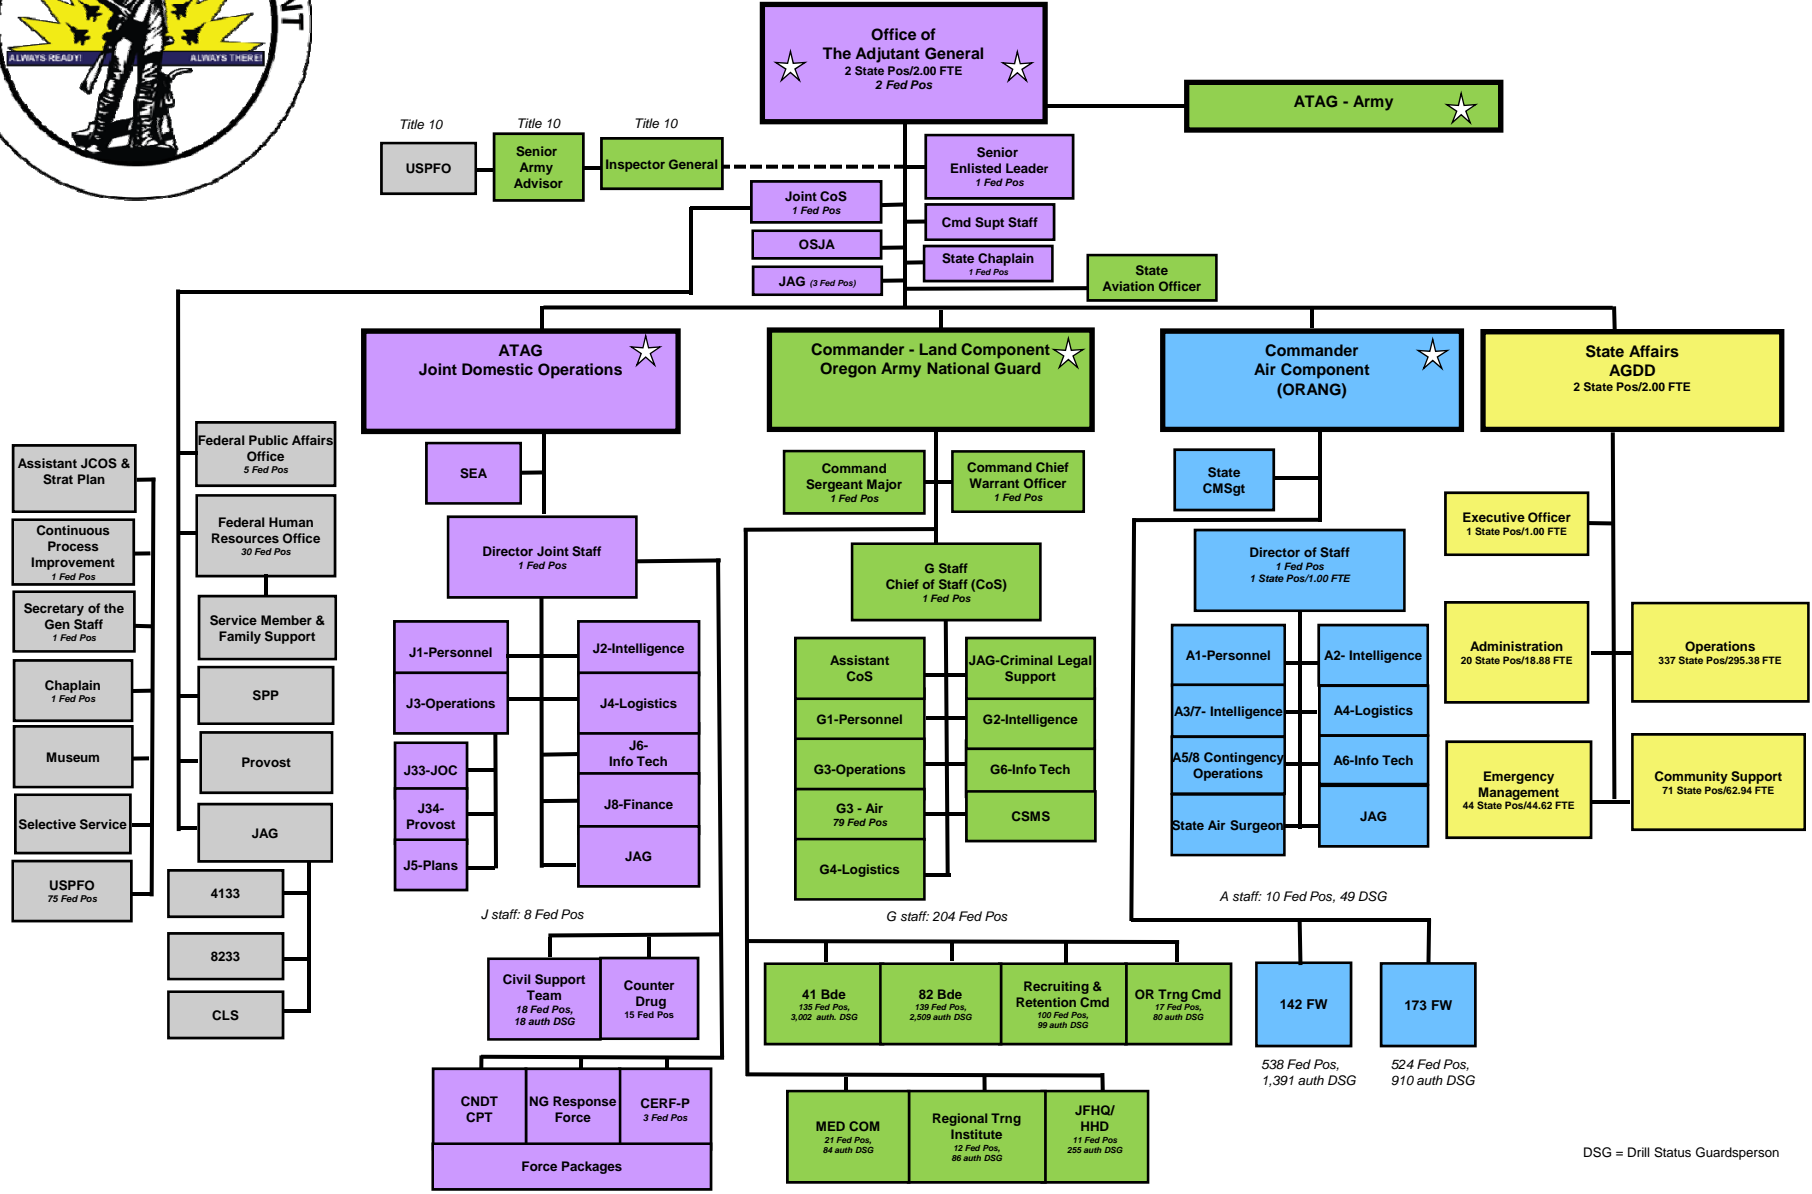 NT
ALWAYS READY!
ALWAYS THERE!
Office of
The Adjutant General
2 State Pos/2.00 FTE
2 Fed Pos
ATAG - Army
Title 10
Title 10
Title 10
USPFO
Senior
Army
Advisor
Inspector General
Senior
Enlisted Leader
1 Fed Pos
Joint CoS
1 Fed Pos
Cmd Supt Staff
OSJA
State Chaplain
1 Fed Pos
JAG (3 Fed Pos)
State
Aviation Officer
ATAG
Joint Domestic Operations
Commander - Land Component
Oregon Army National Guard
Commander
Air Component
(ORANG)
State Affairs
AGDD
2 State Pos/2.00 FTE
Assistant JCOS &
Strat Plan
Continuous
Process
Improvement
1 Fed Pos
Secretary of the
Gen Staff
1 Fed Pos
Chaplain
1 Fed Pos
Museum
Selective Service
USPFO
75 Fed Pos
Federal Public Affairs
Office
5 Fed Pos
Federal Human
Resources Office
30 Fed Pos
Service Member &
Family Support
SPP
Provost
JAG
4133
8233
CLS
SEA
Director Joint Staff
1 Fed Pos
J1-Personnel
J2-Intelligence
J3-Operations
J4-Logistics
J6-
Info Tech
J33-JOC
J34-
Provost
J8-Finance
J5-Plans
JAG
J staff: 8 Fed Pos
Civil Support
Team
18 Fed Pos,
18 auth DSG
Counter
Drug
15 Fed Pos
CNDT
CPT
NG Response
Force
CERF-P
3 Fed Pos
Force Packages
Command
Sergeant Major
1 Fed Pos
Command Chief
Warrant Officer
1 Fed Pos
G Staff
Chief of Staff (CoS)
1 Fed Pos
Assistant
CoS
JAG-Criminal Legal
Support
G1-Personnel
G2-Intelligence
G3-Operations
G6-Info Tech
G3 - Air
79 Fed Pos
CSMS
G4-Logistics
G staff: 204 Fed Pos
41 Bde
135 Fed Pos,
3,002 auth. DSG
82 Bde
139 Fed Pos,
2,509 auth DSG
Recruiting &
Retention Cmd
100 Fed Pos,
99 auth DSG
OR Trng Cmd
17 Fed Pos,
80 auth DSG
MED COM
21 Fed Pos,
84 auth DSG
Regional Trng
Institute
12 Fed Pos,
86 auth DSG
JFHQ/
HHD
11 Fed Pos
255 auth DSG
State
CMSgt
Director of Staff
1 Fed Pos
1 State Pos/1.00 FTE
A1-Personnel
A2- Intelligence
A3/7- Intelligence
A4-Logistics
A5/8 Contingency
Operations
A6-Info Tech
State Air Surgeon
JAG
A staff: 10 Fed Pos, 49 DSG
142 FW
173 FW
538 Fed Pos,
1,391 auth DSG
524 Fed Pos,
910 auth DSG
Executive Officer
1 State Pos/1.00 FTE
Administration
20 State Pos/18.88 FTE
Operations
337 State Pos/295.38 FTE
Emergency
Management
44 State Pos/44.62 FTE
Community Support
71 State Pos/62.94 FTE
DSG = Drill Status Guardsperson